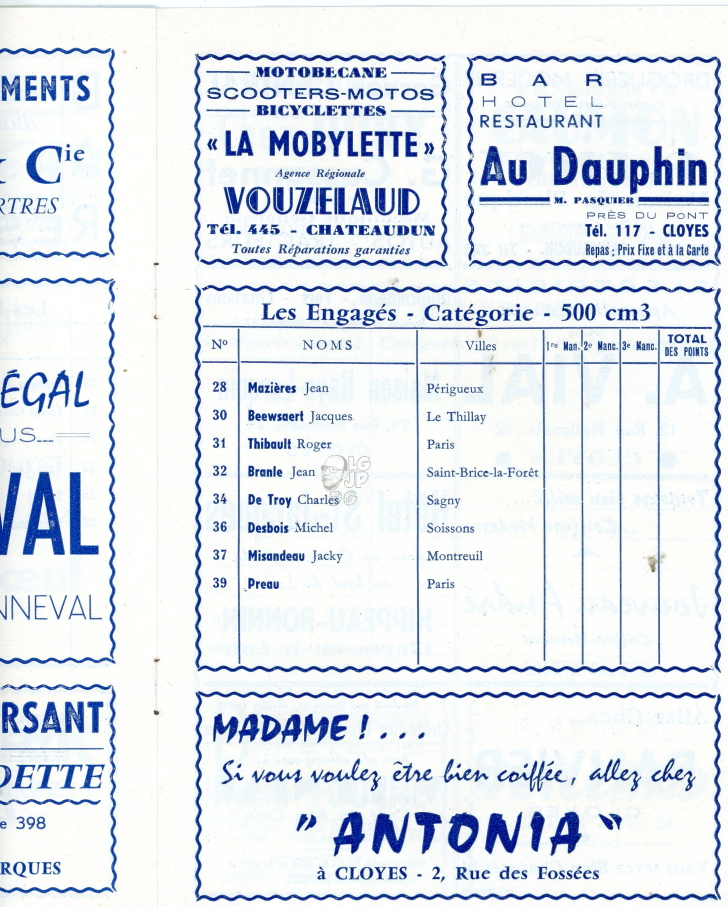 MENTS
Cie
RTRES
ÉGAL
US...
VAL
NNEVAL
RSANT
DETTE
e 398
RQUES
MOTOBÉCANE
SCOOTERS-MOTOS
BICYCLETTES
« LA MOBYLETTE »
Agence Régionale
VOUZELAUD
Tél. 445 - CHATEAUDUN
Toutes Réparations garanties
BAR
HOTEL
RESTAURANT
Au Dauphin
M. PASQUIER
PRÈS DU PONT
Tél. 117 - CLOYES
Repas : Prix Fixe et à la Carte
Les Engagés - Catégorie - 500 cm3
Nº NOMS Villes 1re Man. 2e Manc. 3e Manc. TOTAL DES POINTS
28 Mazières Jean Périgueux
30 Beewsaert Jacques Le Thillay
31 Thibault Roger Paris
32 Branle Jean Saint-Brice-la-Forêt
34 De Troy Charles Sagny
36 Desbois Michel Soissons
37 Misandeau Jacky Montreuil
39 Preau Paris
LG
JP
BG
MADAME ! . . .
Si vous voulez être bien coiffée, allez chez
" ANTONIA "
à CLOYES - 2, Rue des Fossées